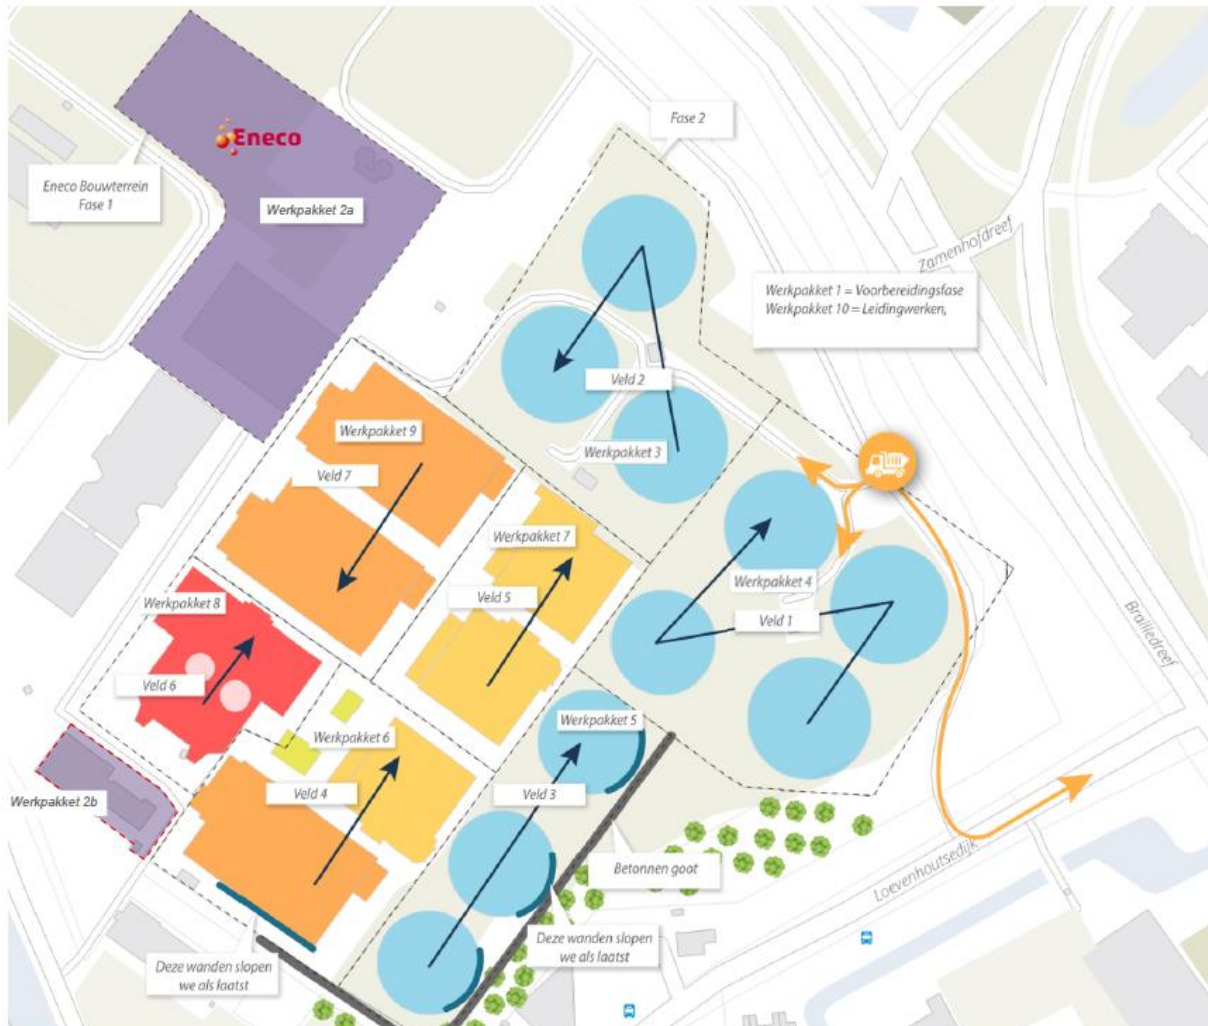 Fase 2
Eneco
Eneco Bouwterrein
Fase 1
Werkpakket 2a
Zamenhofdreef
Werkpakket 1 = Voorbereidingsfase
Werkpakket 10 = Leidingwerken,
Veld 2
Werkpakket 9
Werkpakket 3
Veld 7
Werkpakket 7
Werkpakket 4
Veld 5
Werkpakket 8
Veld 1
Brailledreef
Veld 6
Werkpakket 5
Werkpakket 6
Veld 4
Veld 3
Werkpakket 2b
Betonnen goot
Loevenhoutsedijk
Deze wanden slopen
we als laatst
Deze wanden slopen
we als laatst